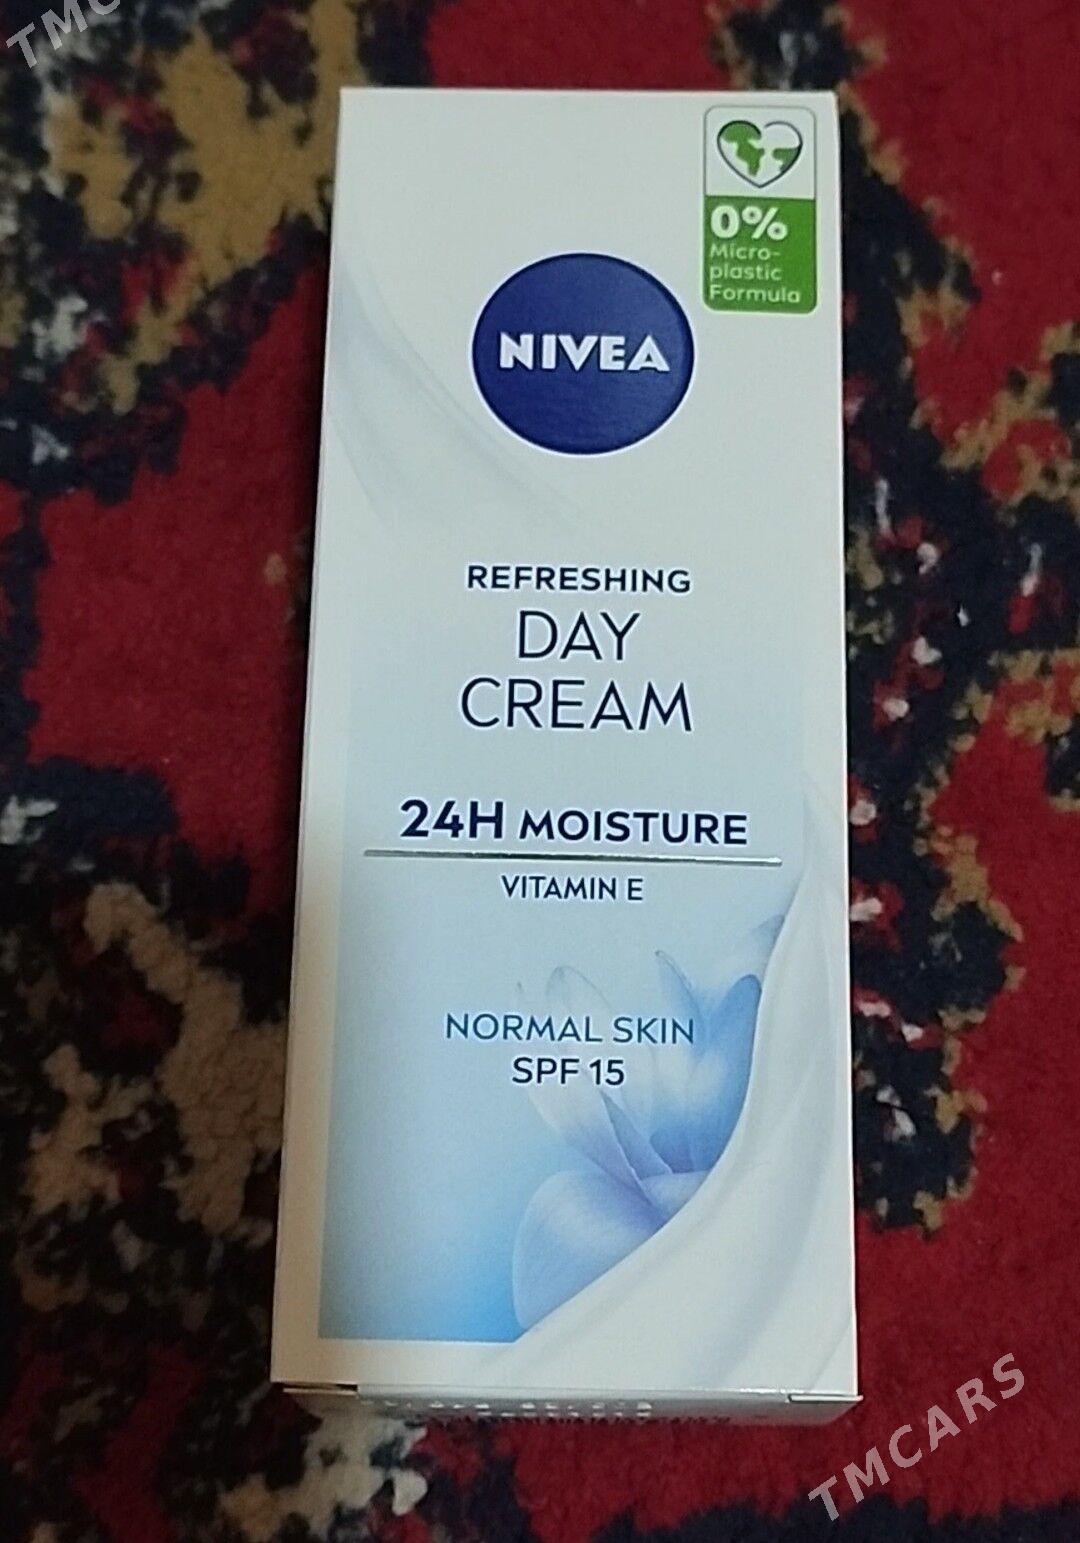 TMC
0%
Micro-
plastic
Formula
NIVEA
REFRESHING
DAY
CREAM
24H MOISTURE
VITAMIN E
NORMAL SKIN
SPF 15
TMCARS